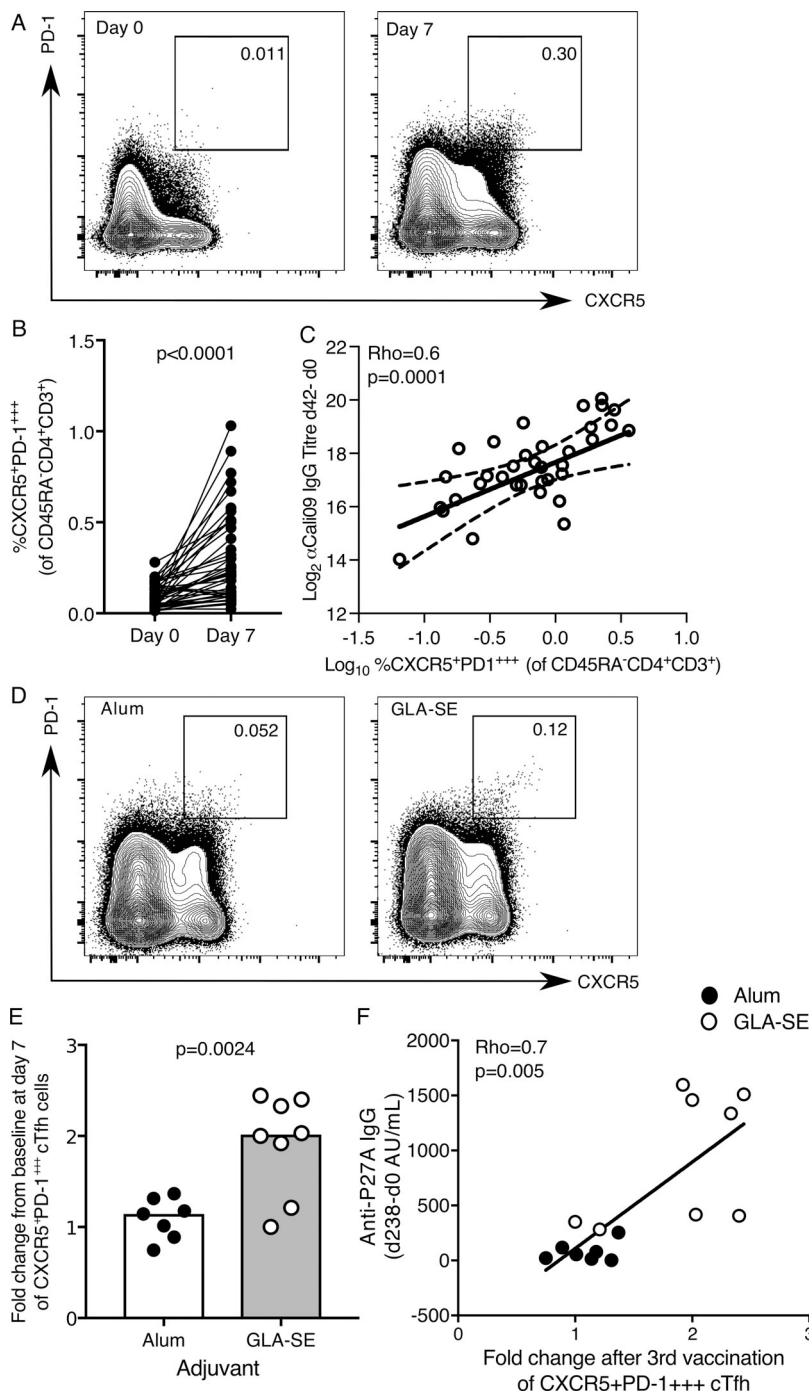 A
PD-1
Day 0
0.011
Day 7
0.30
CXCR5
B
p<0.0001
%CXCR5⁺PD-1⁺⁺⁺
(of CD45RA⁻CD4⁺CD3⁺)
1.5
1.0
0.5
0.0
Day 0
Day 7
C
Rho=0.6
p=0.0001
Log₂ αCali09 IgG Titre d42- d0
22
20
18
16
14
12
-1.5
-1.0
-0.5
0.0
0.5
1.0
Log₁₀ %CXCR5⁺PD1⁺⁺⁺ (of CD45RA⁻CD4⁺CD3⁺)
D
PD-1
Alum
0.052
GLA-SE
0.12
CXCR5
Alum
GLA-SE
E
p=0.0024
Fold change from baseline at day 7
of CXCR5⁺PD-1⁺⁺⁺ cTfh cells
3
2
1
0
Alum
GLA-SE
Adjuvant
F
Rho=0.7
p=0.005
Anti-P27A IgG
(d238-d0 AU/mL)
2000
1500
1000
500
0
-500
0
1
2
3
Fold change after 3rd vaccination
of CXCR5+PD-1+++ cTfh